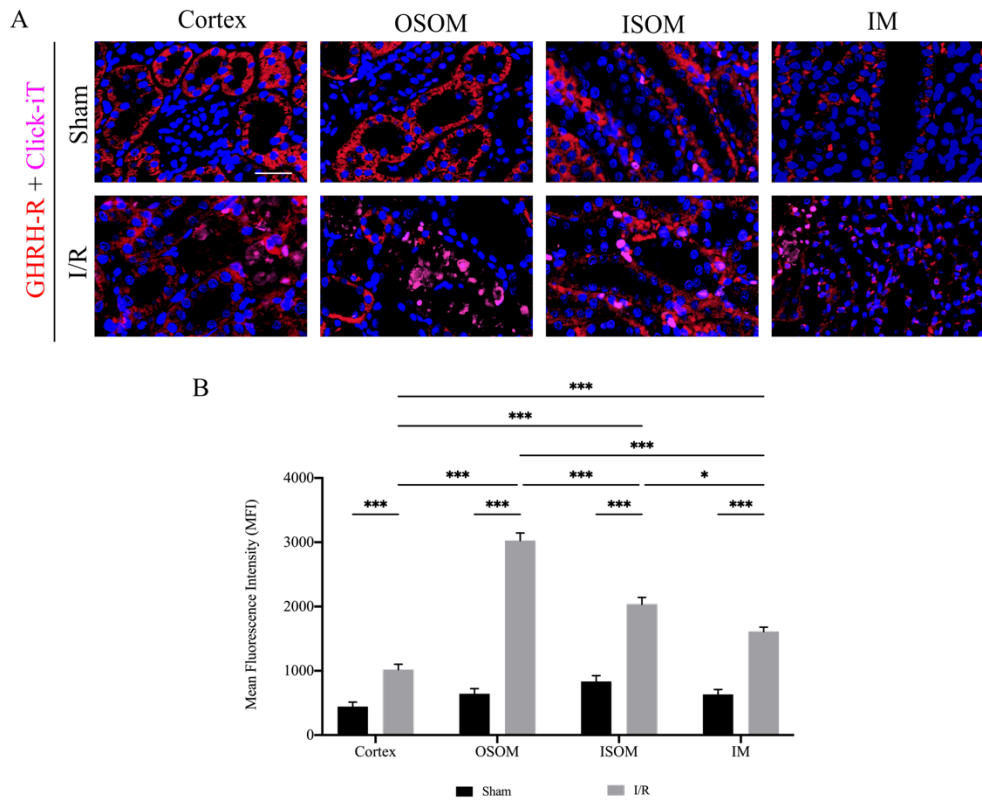 A
Cortex
OSOM
ISOM
IM
GHRH-R + Click-iT
Sham
I/R
B
***
***
***
***
***
*
***
***
***
***
Mean Fluorescence Intensity (MFI)
4000
3000
2000
1000
0
Cortex
OSOM
ISOM
IM
Sham
I/R